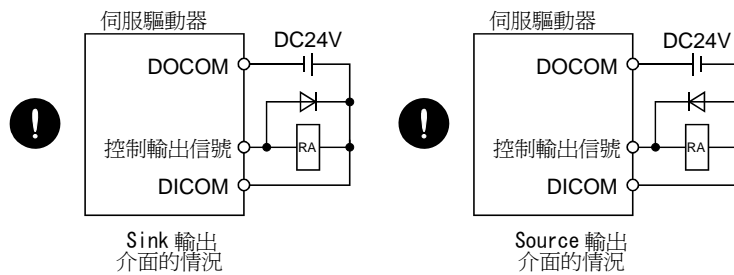 伺服驅動器
DC24V
DOCOM
控制輸出信號
RA
DICOM
Sink 輸出
介面的情況
伺服驅動器
DC24V
DOCOM
控制輸出信號
RA
DICOM
Source 輸出
介面的情況